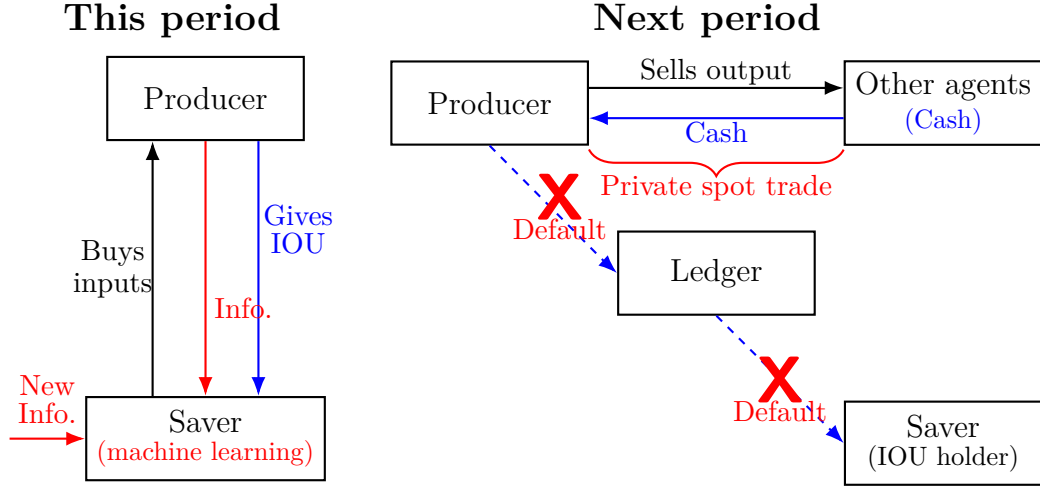 This period
Producer
Gives
IOU
Buys
inputs
Info.
New
Info.
Saver
(machine learning)
Next period
Producer
Sells output
Cash
Other agents
(Cash)
Private spot trade
X
Default
Ledger
X
Default
Saver
(IOU holder)